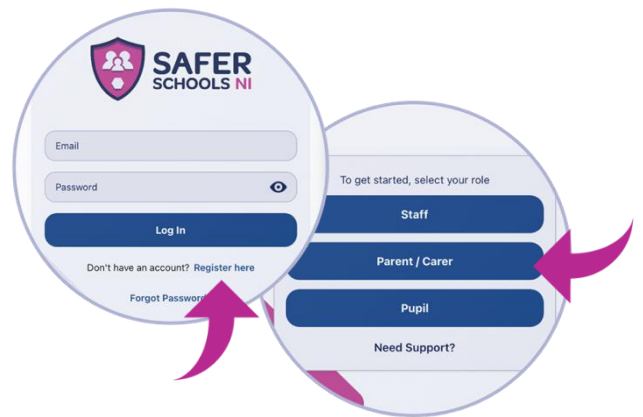 SAFER
SCHOOLS NI
Email
Password
Log In
Don't have an account? Register here
Forgot Password
To get started, select your role
Staff
Parent / Carer
Pupil
Need Support?